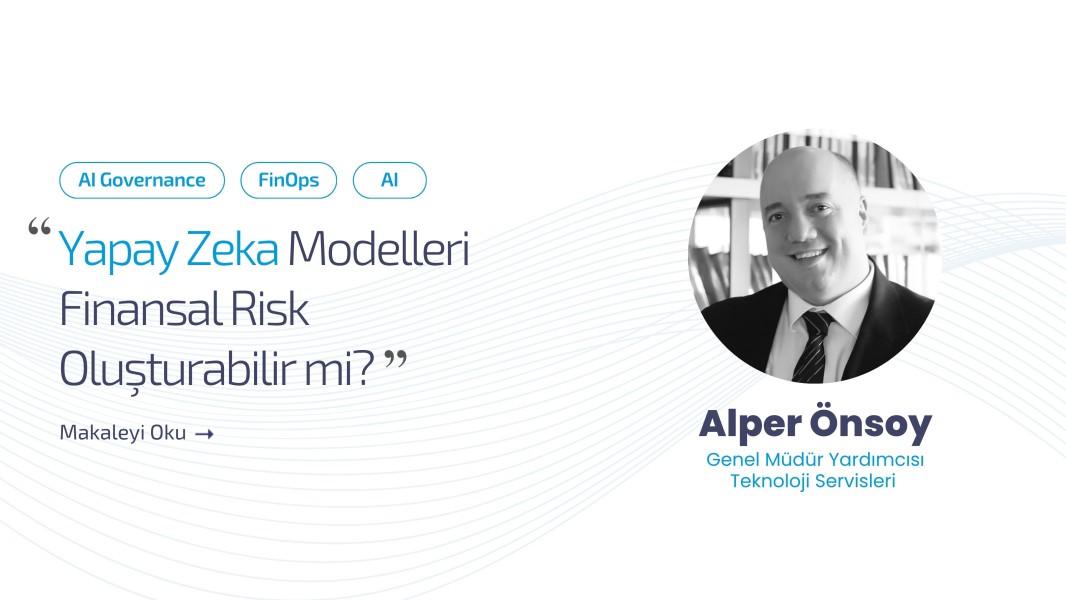 AI Governance FinOps AI
“Yapay Zeka Modelleri
Finansal Risk
Oluşturabilir mi?”
Makaleyi Oku →
Alper Önsoy
Genel Müdür Yardımcısı
Teknoloji Servisleri